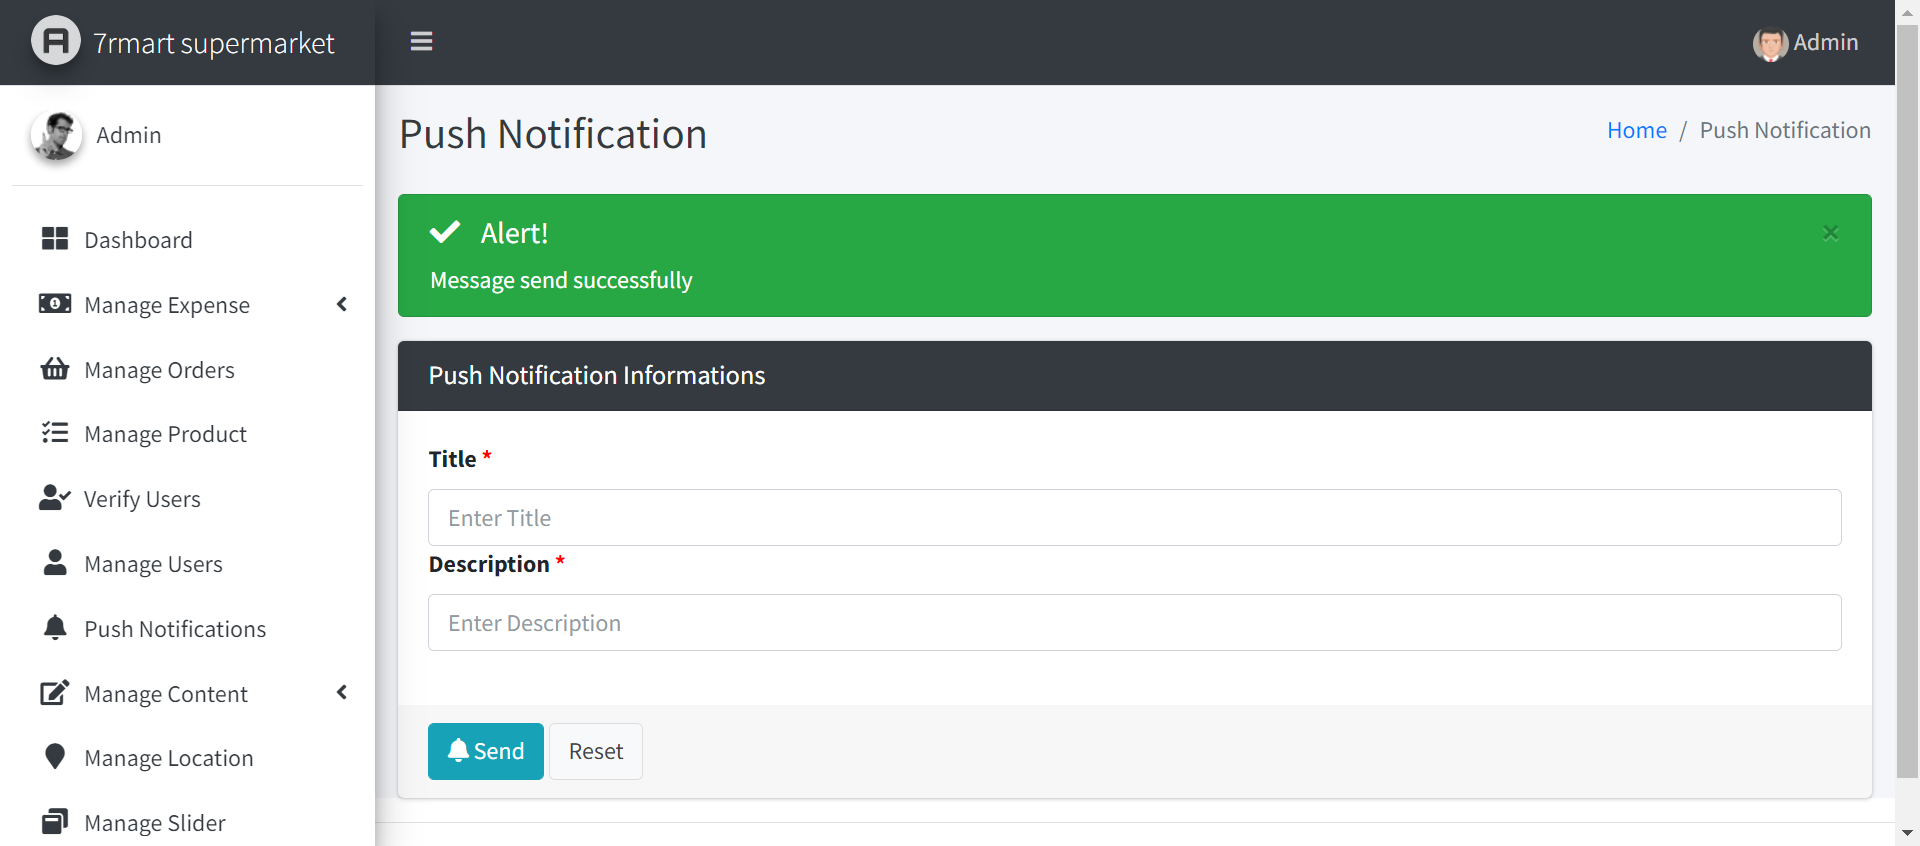 7rmart supermarket
Admin
Admin
Push Notification
Home / Push Notification
Dashboard
Manage Expense
Manage Orders
Manage Product
Verify Users
Manage Users
Push Notifications
Manage Content
Manage Location
Manage Slider
Alert!
×
Message send successfully
Push Notification Informations
Title *
Enter Title
Description *
Enter Description
Send
Reset